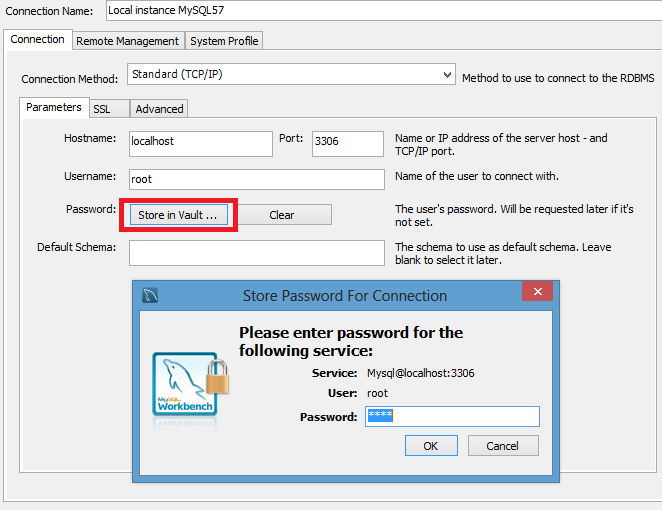 Connection Name: Local instance MySQL57
Connection Remote Management System Profile
Connection Method: Standard (TCP/IP) Method to use to connect to the RDBMS
Parameters SSL Advanced
Hostname: localhost Port: 3306 Name or IP address of the server host - and
TCP/IP port.
Username: root Name of the user to connect with.
Password: Store in Vault ... Clear The user's password. Will be requested later if it's
not set.
Default Schema: The schema to use as default schema. Leave
blank to select it later.
Store Password For Connection
Please enter password for the
following service:
Service: Mysql@localhost:3306
User: root
Password: ****
MySQL
Workbench
OK Cancel